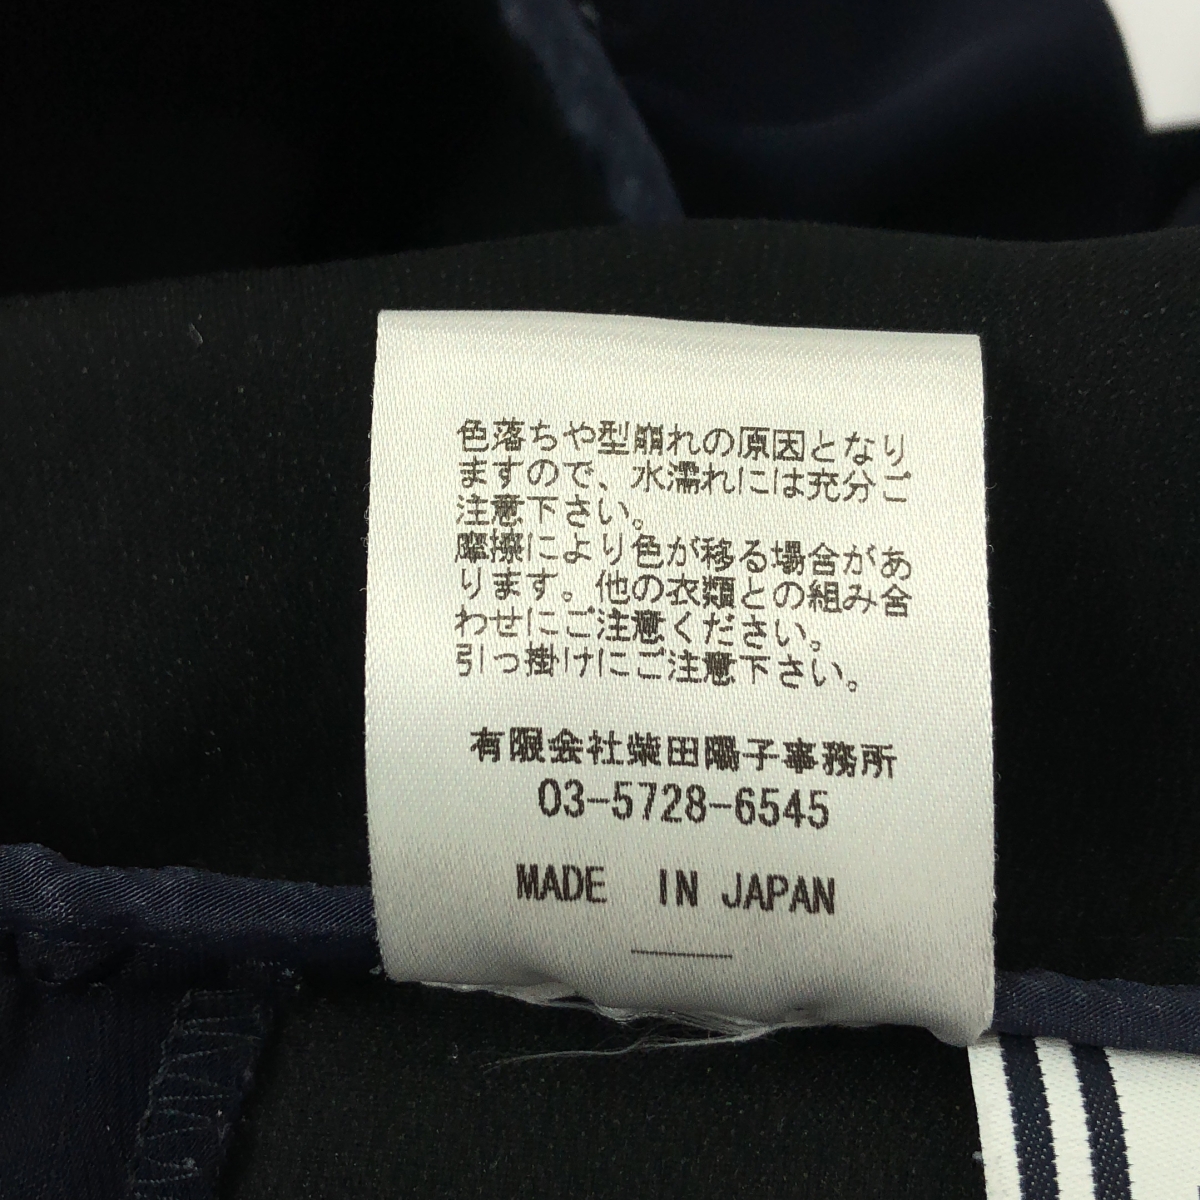 色落ちや型崩れの原因となり
ますので、水濡れには充分ご
注意下さい。
摩擦により色が移る場合があ
ります。他の衣類との組み合
わせにご注意ください。
引っ掛けにご注意下さい。
有限会社柴田陽子事務所
03-5728-6545
MADE IN JAPAN